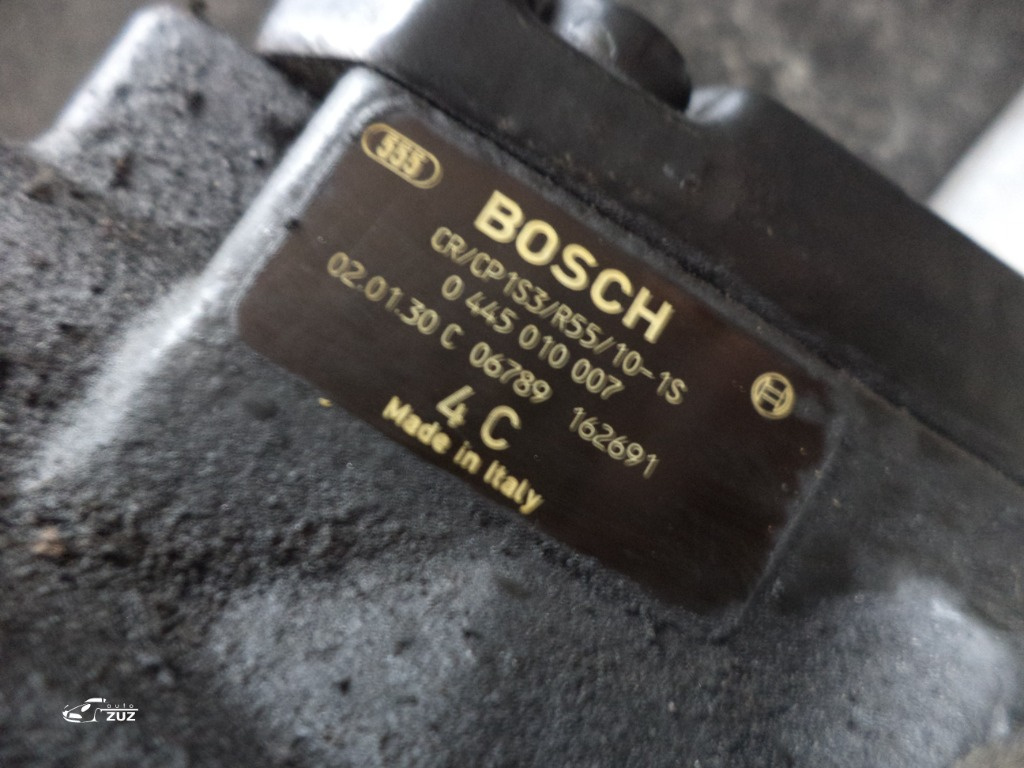 555
BOSCH
CR/CP1S3/R55/10-1S
0 445 010 007
02.01.30 C 06789 162691
4 C
Made in Italy
auto
ZUZ